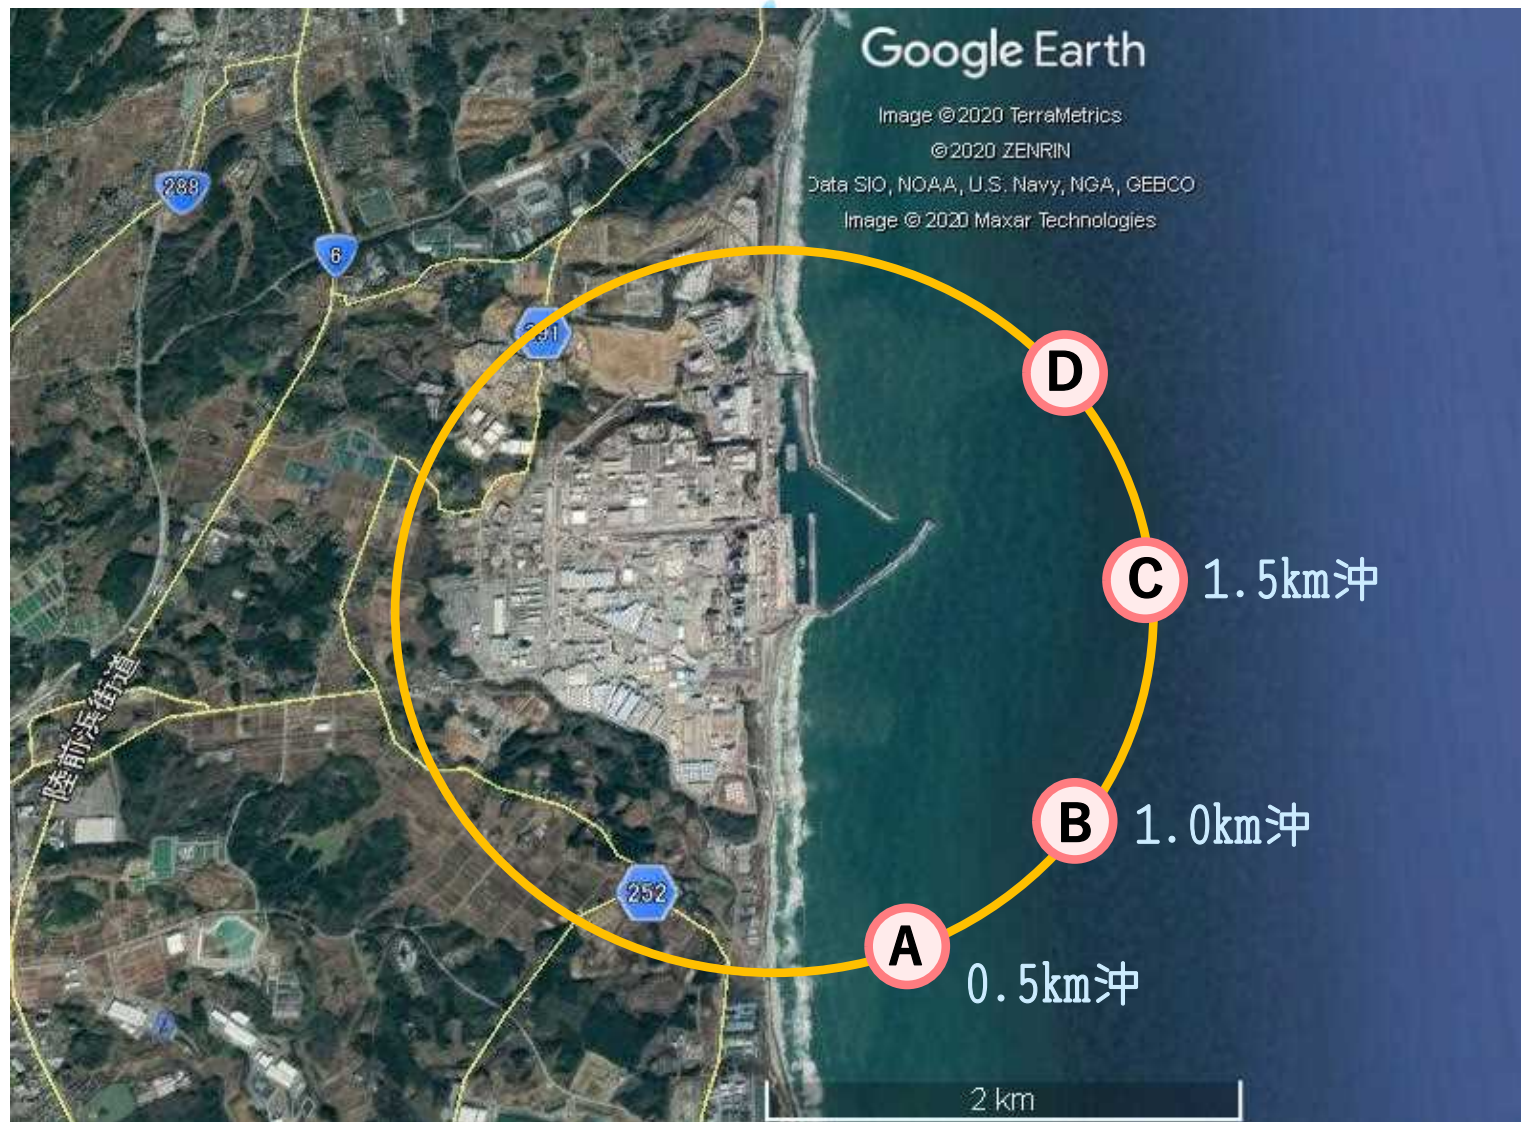 Google Earth
Image © 2020 TerraMetrics
© 2020 ZENRIN
Data SIO, NOAA, U.S. Navy, NGA, GEBCO
Image © 2020 Maxar Technologies
288
6
391
D
C
1.5km沖
陸前浜街道
B
1.0km沖
252
A
0.5km沖
2 km